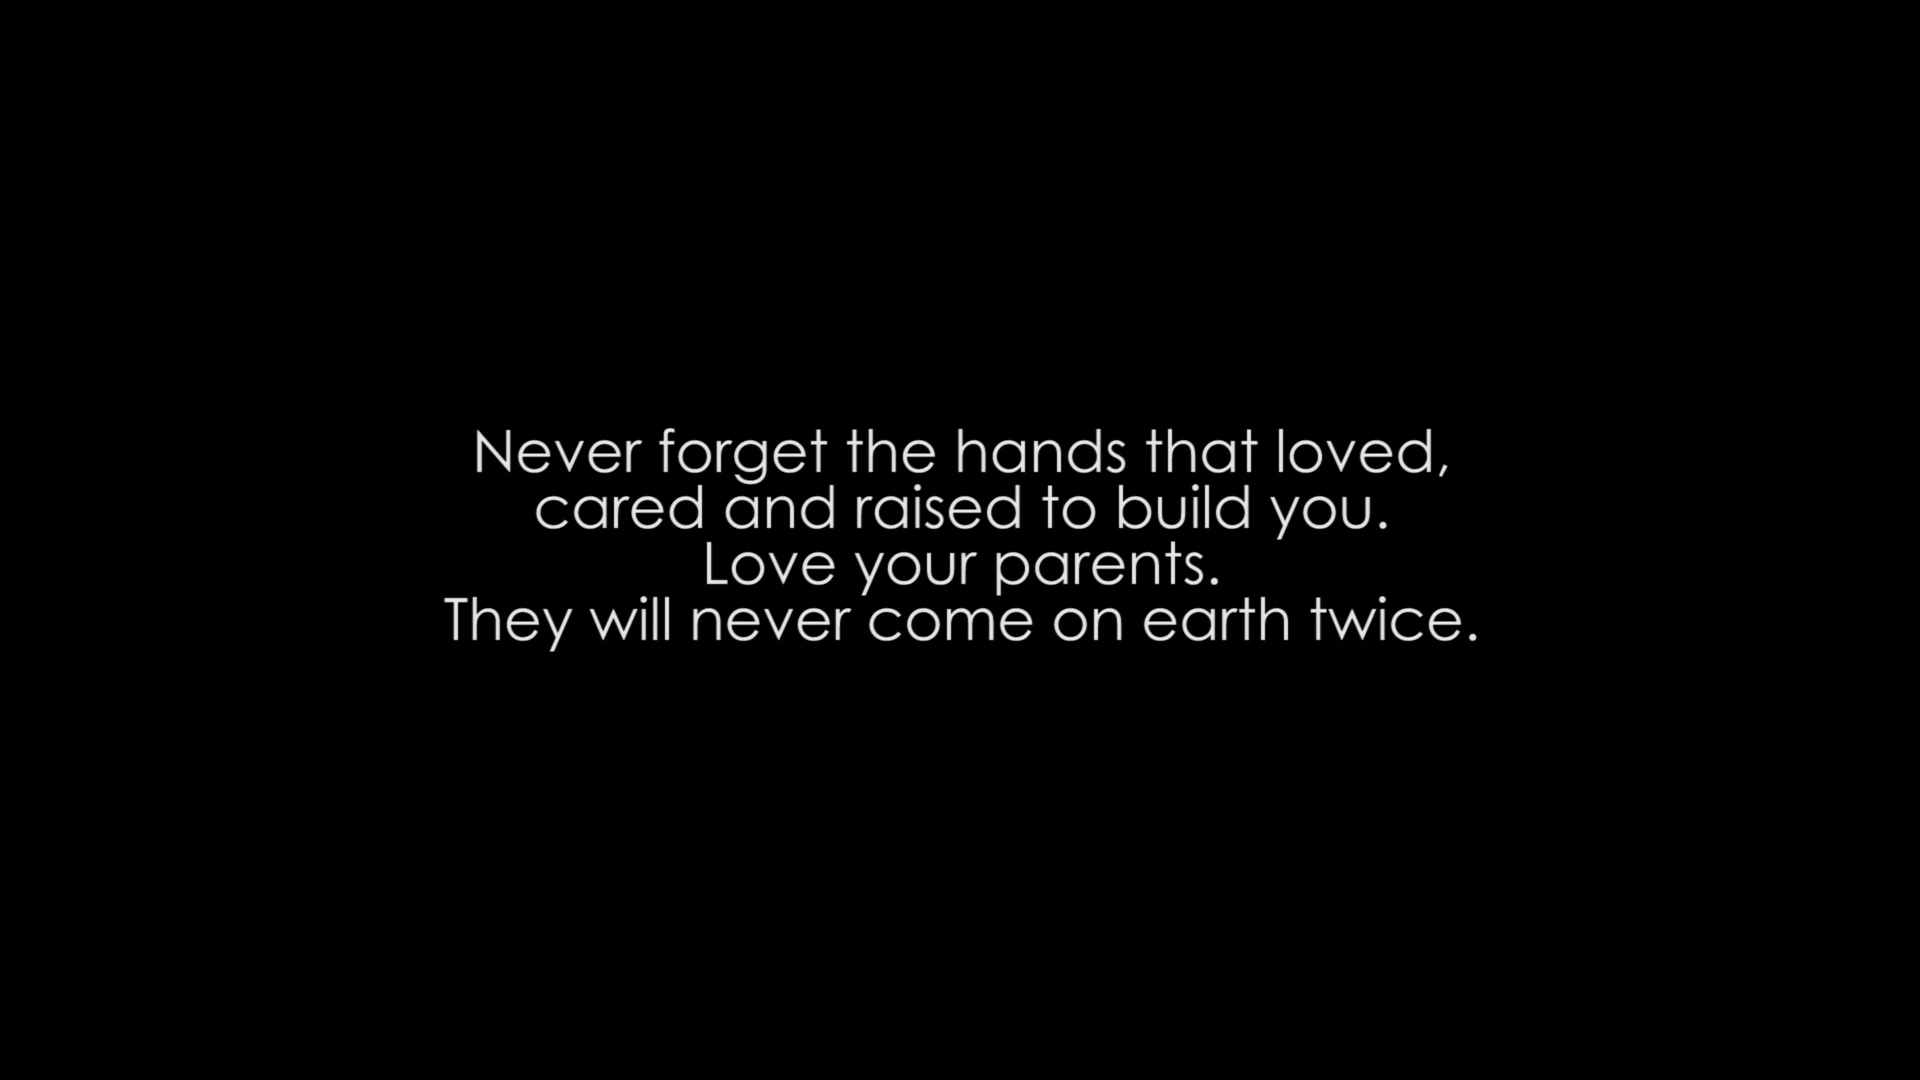 Never forget the hands that loved,
cared and raised to build you.
Love your parents.
They will never come on earth twice.